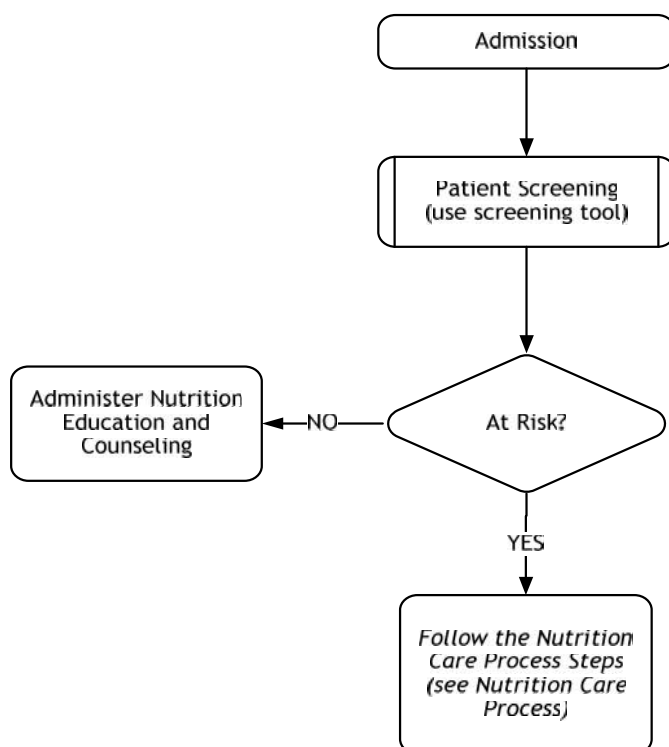 Admission
Patient Screening
(use screening tool)
At Risk?
NO
Administer Nutrition
Education and
Counseling
YES
Follow the Nutrition
Care Process Steps
(see Nutrition Care
Process)